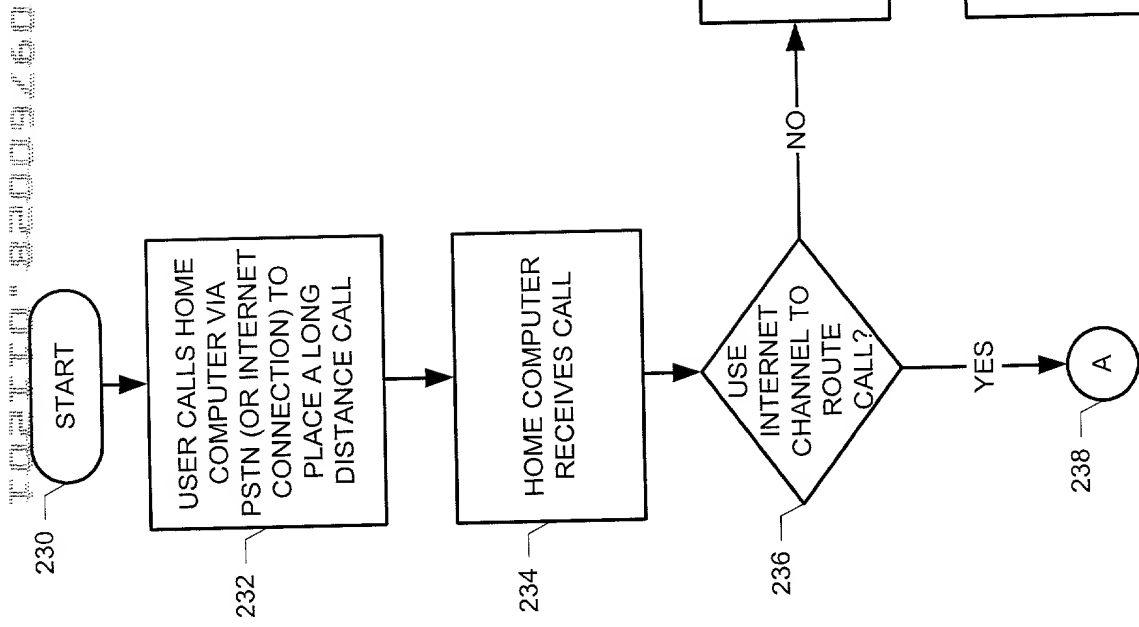 START
230
USER CALLS HOME
COMPUTER VIA
PSTN (OR INTERNET
CONNECTION) TO
PLACE A LONG
DISTANCE CALL
232
HOME COMPUTER
RECEIVES CALL
234
USE
INTERNET
CHANNEL TO
ROUTE
CALL?
236
NO
YES
A
238